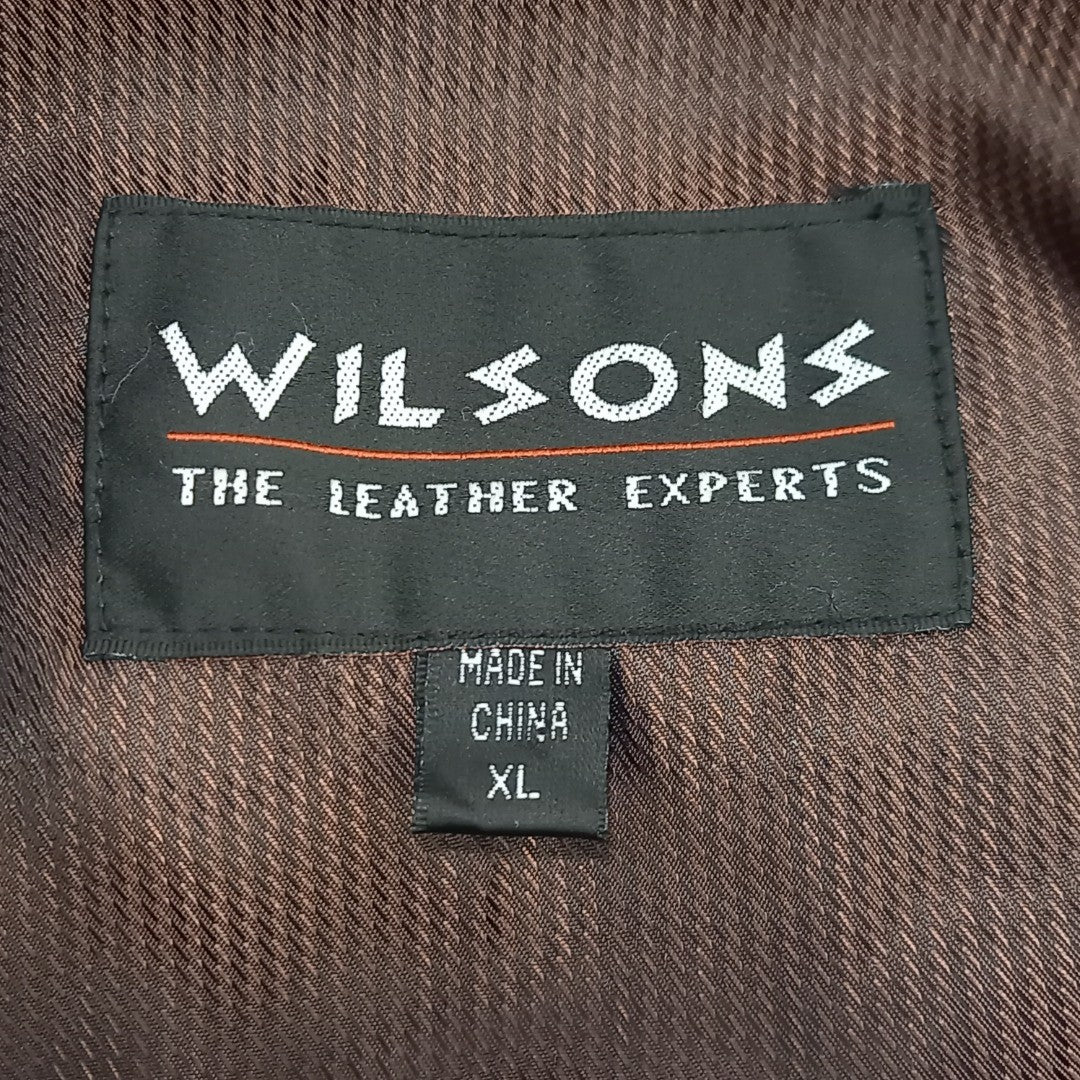 WILSONS
THE LEATHER EXPERTS
MADE IN
CHINA
XL